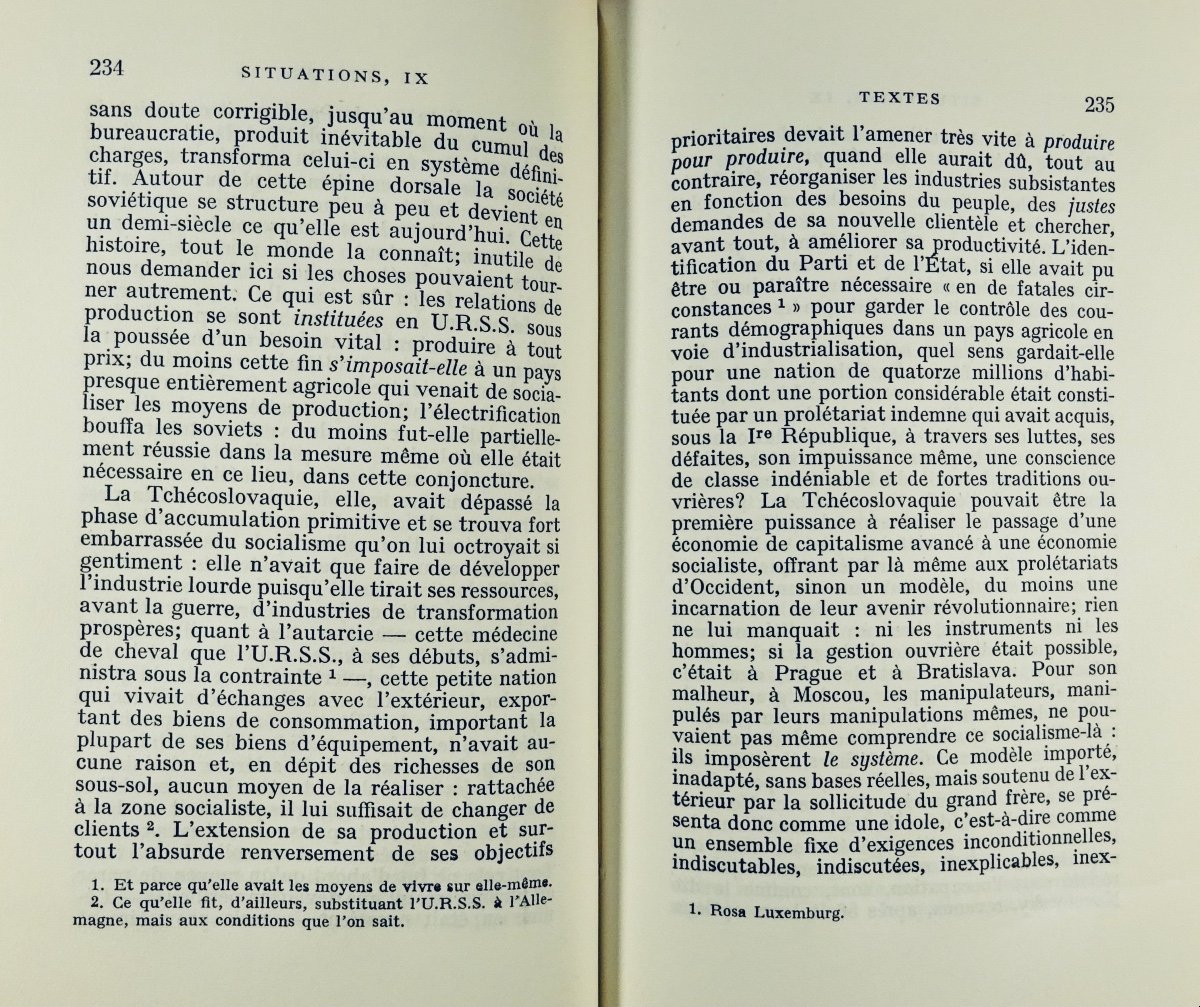 234
SITUATIONS, IX
sans doute corrigible, jusqu'au moment où la
bureaucratie, produit inévitable du cumul des
charges, transforma celui-ci en système défini-
tif. Autour de cette épine dorsale la société
soviétique se structure peu à peu et devient en
un demi-siècle ce qu'elle est aujourd'hui. Cette
histoire, tout le monde la connaît; inutile de
nous demander ici si les choses pouvaient tour-
ner autrement. Ce qui est sûr : les relations de
production se sont instituées en U.R.S.S. sous
la poussée d'un besoin vital : produire à tout
prix; du moins cette fin s'imposait-elle à un pays
presque entièrement agricole qui venait de socia-
liser les moyens de production; l'électrification
bouffa les soviets : du moins fut-elle partielle-
ment réussie dans la mesure même où elle était
nécessaire en ce lieu, dans cette conjoncture.
La Tchécoslovaquie, elle, avait dépassé la
phase d'accumulation primitive et se trouva fort
embarrassée du socialisme qu'on lui octroyait si
gentiment : elle n'avait que faire de développer
l'industrie lourde puisqu'elle tirait ses ressources,
avant la guerre, d'industries de transformation
prospères; quant à l'autarcie — cette médecine
de cheval que l'U.R.S.S., à ses débuts, s'admi-
nistra sous la contrainte 1 —, cette petite nation
qui vivait d'échanges avec l'extérieur, expor-
tant des biens de consommation, important la
plupart de ses biens d'équipement, n'avait au-
cune raison et, en dépit des richesses de son
sous-sol, aucun moyen de la réaliser : rattachée
à la zone socialiste, il lui suffisait de changer de
clients 2. L'extension de sa production et sur-
tout l'absurde renversement de ses objectifs
1. Et parce qu'elle avait les moyens de vivre sur elle-même.
2. Ce qu'elle fit, d'ailleurs, substituant l'U.R.S.S. à l'Alle-
magne, mais aux conditions que l'on sait.
TEXTES
235
prioritaires devait l'amener très vite à produire
pour produire, quand elle aurait dû, tout au
contraire, réorganiser les industries subsistantes
en fonction des besoins du peuple, des justes
demandes de sa nouvelle clientèle et chercher,
avant tout, à améliorer sa productivité. L'iden-
tification du Parti et de l'État, si elle avait pu
être ou paraître nécessaire « en de fatales cir-
constances 1 » pour garder le contrôle des cou-
rants démographiques dans un pays agricole en
voie d'industrialisation, quel sens gardait-elle
pour une nation de quatorze millions d'habi-
tants dont une portion considérable était consti-
tuée par un prolétariat indemne qui avait acquis,
sous la Ire République, à travers ses luttes, ses
défaites, son impuissance même, une conscience
de classe indéniable et de fortes traditions ou-
vrières? La Tchécoslovaquie pouvait être la
première puissance à réaliser le passage d'une
économie de capitalisme avancé à une économie
socialiste, offrant par là même aux prolétariats
d'Occident, sinon un modèle, du moins une
incarnation de leur avenir révolutionnaire; rien
ne lui manquait : ni les instruments ni les
hommes; si la gestion ouvrière était possible,
c'était à Prague et à Bratislava. Pour son
malheur, à Moscou, les manipulateurs, mani-
pulés par leurs manipulations mêmes, ne pou-
vaient pas même comprendre ce socialisme-là :
ils imposèrent le système. Ce modèle importé,
inadapté, sans bases réelles, mais soutenu de l'ex-
térieur par la sollicitude du grand frère, se pré-
senta donc comme une idole, c'est-à-dire comme
un ensemble fixe d'exigences inconditionnelles,
indiscutables, indiscutées, inexplicables, inex-
1. Rosa Luxemburg.